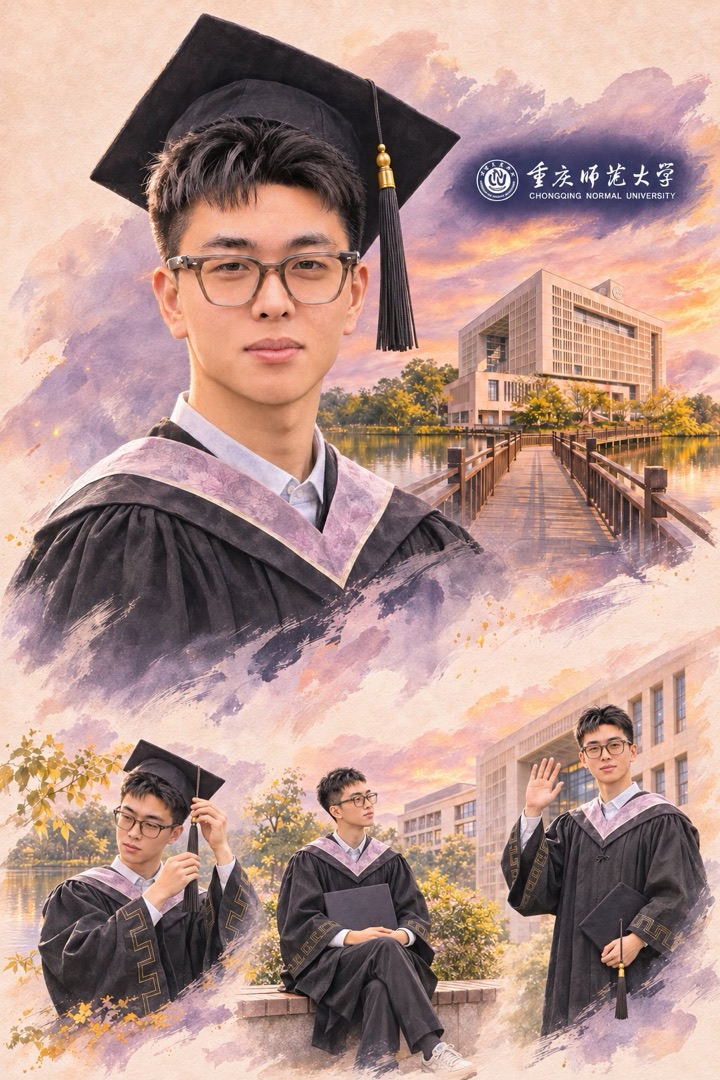 重庆师范大学
CHONGQING NORMAL UNIVERSITY